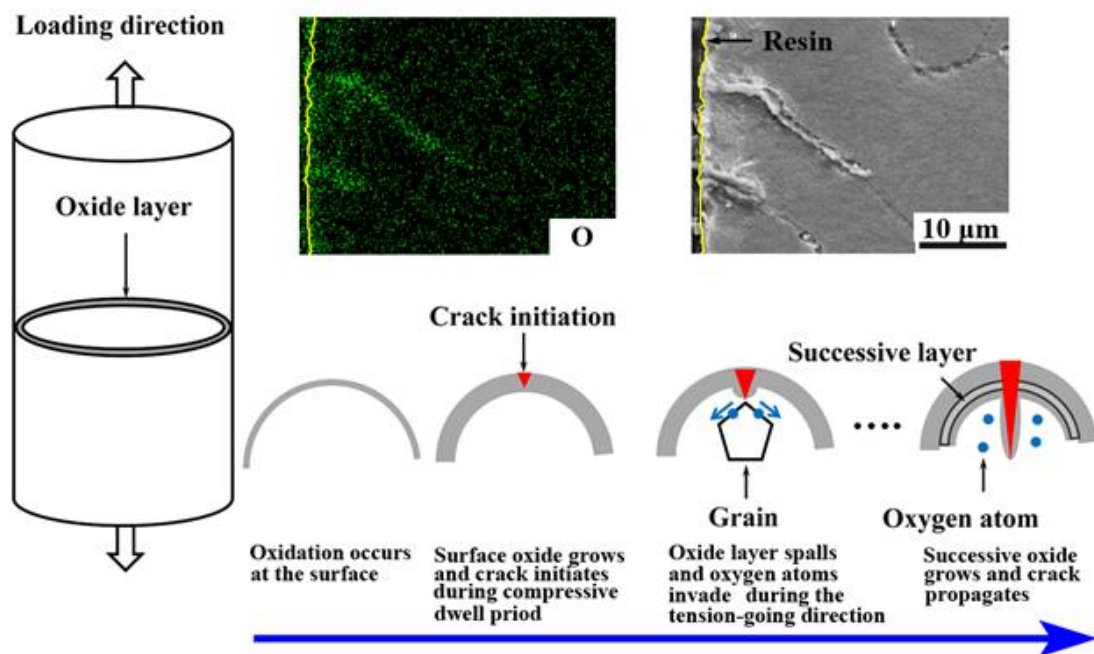 Loading direction
Oxide layer
O
Resin
10 μm
Crack initiation
Successive layer
Grain
Oxygen atom
Oxidation occurs
at the surface
Surface oxide grows
and crack initiates
during compressive
dwell priod
Oxide layer spalls
and oxygen atoms
invade during the
tension-going direction
Successive oxide
grows and crack
propagates